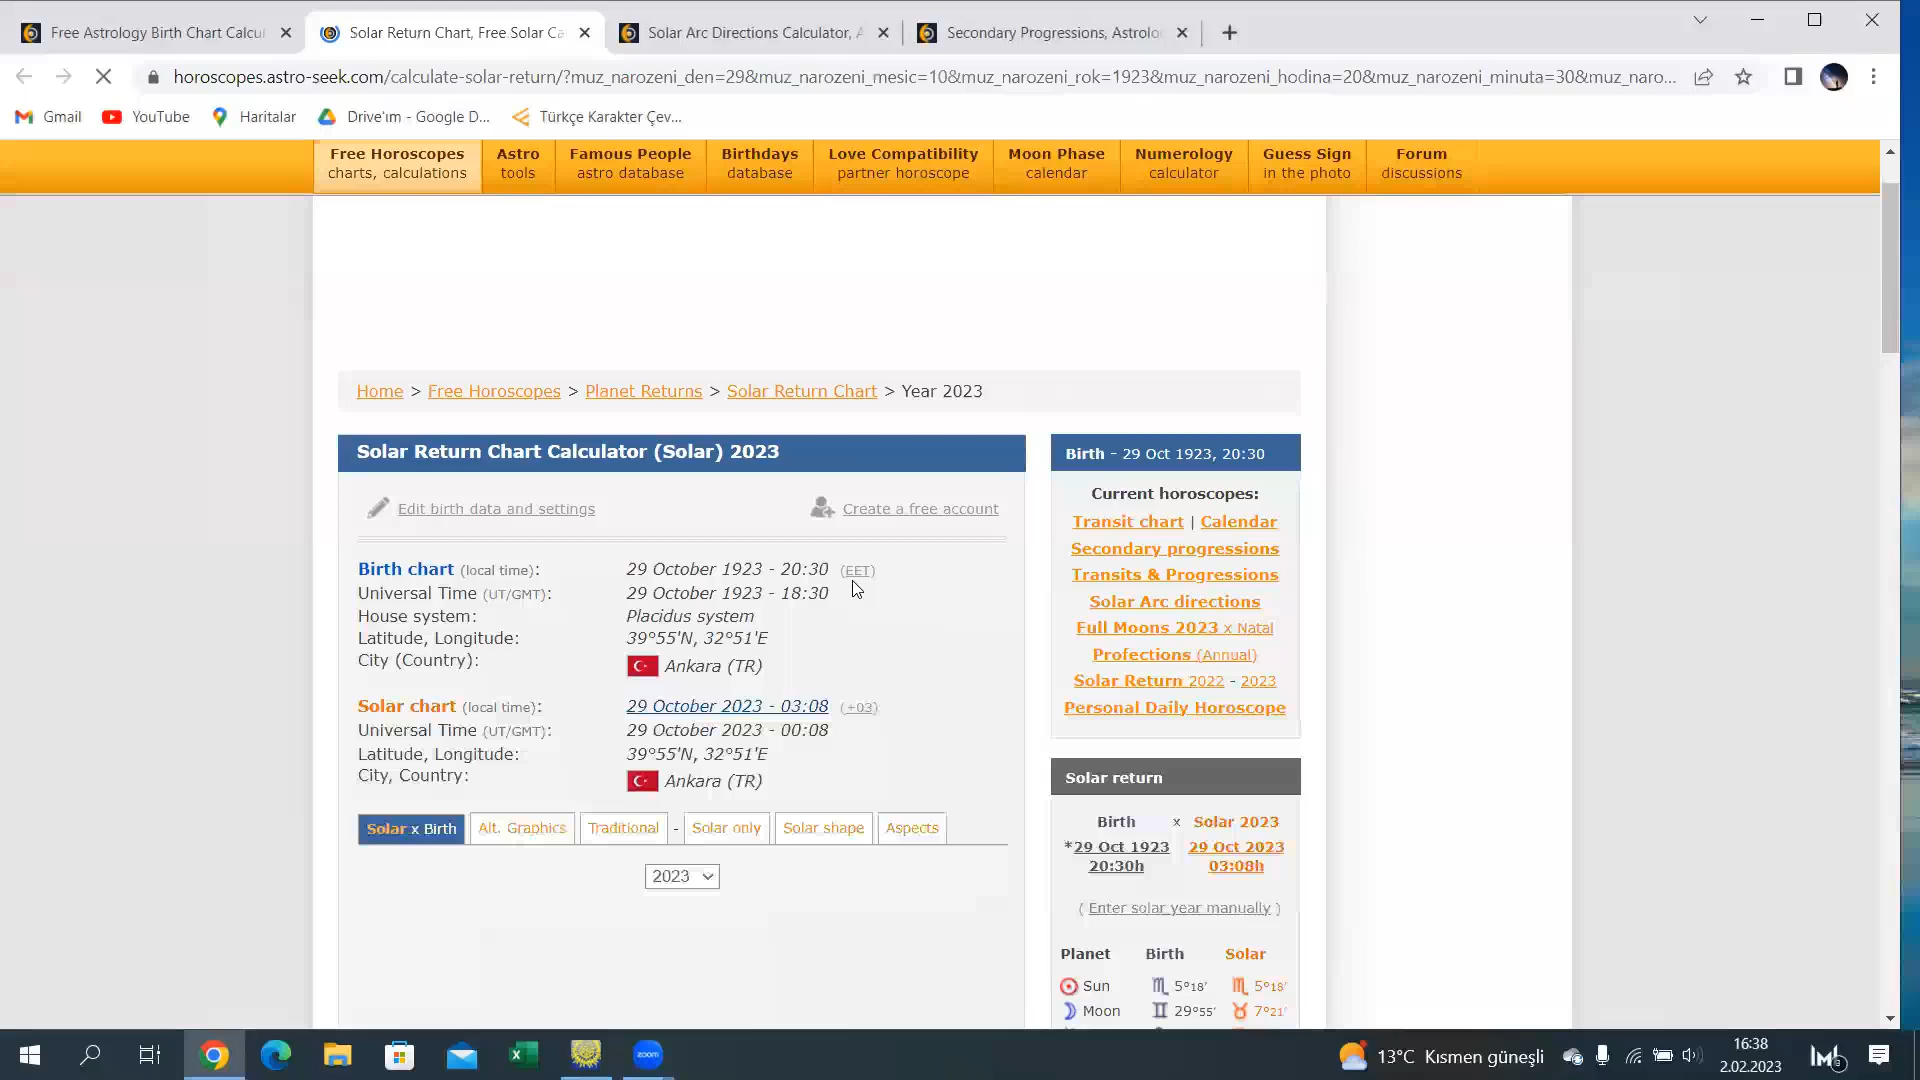 Free Astrology Birth Chart Calcu
Solar Return Chart, Free Solar Ca
Solar Arc Directions Calculator, A
Secondary Progressions, Astrolo
horoscopes.astro-seek.com/calculate-solar-return/?muz_narozeni_den=29&muz_narozeni_mesic=10&muz_narozeni_rok=1923&muz_narozeni_hodina=20&muz_narozeni_minuta=30&muz_naro...
Gmail
YouTube
Haritalar
Drive'ım - Google D...
Türkçe Karakter Çev...
Free Horoscopes
charts, calculations
Astro
tools
Famous People
astro database
Birthdays
database
Love Compatibility
partner horoscope
Moon Phase
calendar
Numerology
calculator
Guess Sign
in the photo
Forum
discussions
Home > Free Horoscopes > Planet Returns > Solar Return Chart > Year 2023
Solar Return Chart Calculator (Solar) 2023
Edit birth data and settings
Create a free account
Birth chart (local time): 29 October 1923 - 20:30 (EET)
Universal Time (UT/GMT): 29 October 1923 - 18:30
House system: Placidus system
Latitude, Longitude: 39°55'N, 32°51'E
City (Country): Ankara (TR)
Solar chart (local time): 29 October 2023 - 03:08 (+03)
Universal Time (UT/GMT): 29 October 2023 - 00:08
Latitude, Longitude: 39°55'N, 32°51'E
City, Country: Ankara (TR)
Solar x Birth Alt. Graphics Traditional - Solar only Solar shape Aspects
2023
Birth - 29 Oct 1923, 20:30
Current horoscopes:
Transit chart | Calendar
Secondary progressions
Transits & Progressions
Solar Arc directions
Full Moons 2023 x Natal
Profections (Annual)
Solar Return 2022 - 2023
Personal Daily Horoscope
Solar return
Birth x Solar 2023
*29 Oct 1923 29 Oct 2023
20:30h 03:08h
( Enter solar year manually )
Planet Birth Solar
Sun ♏ 5°18' ♏ 5°18'
Moon ♊ 29°55' ♉ 7°21'
zoom
13°C Kısmen güneşli
16:38
2.02.2023
3